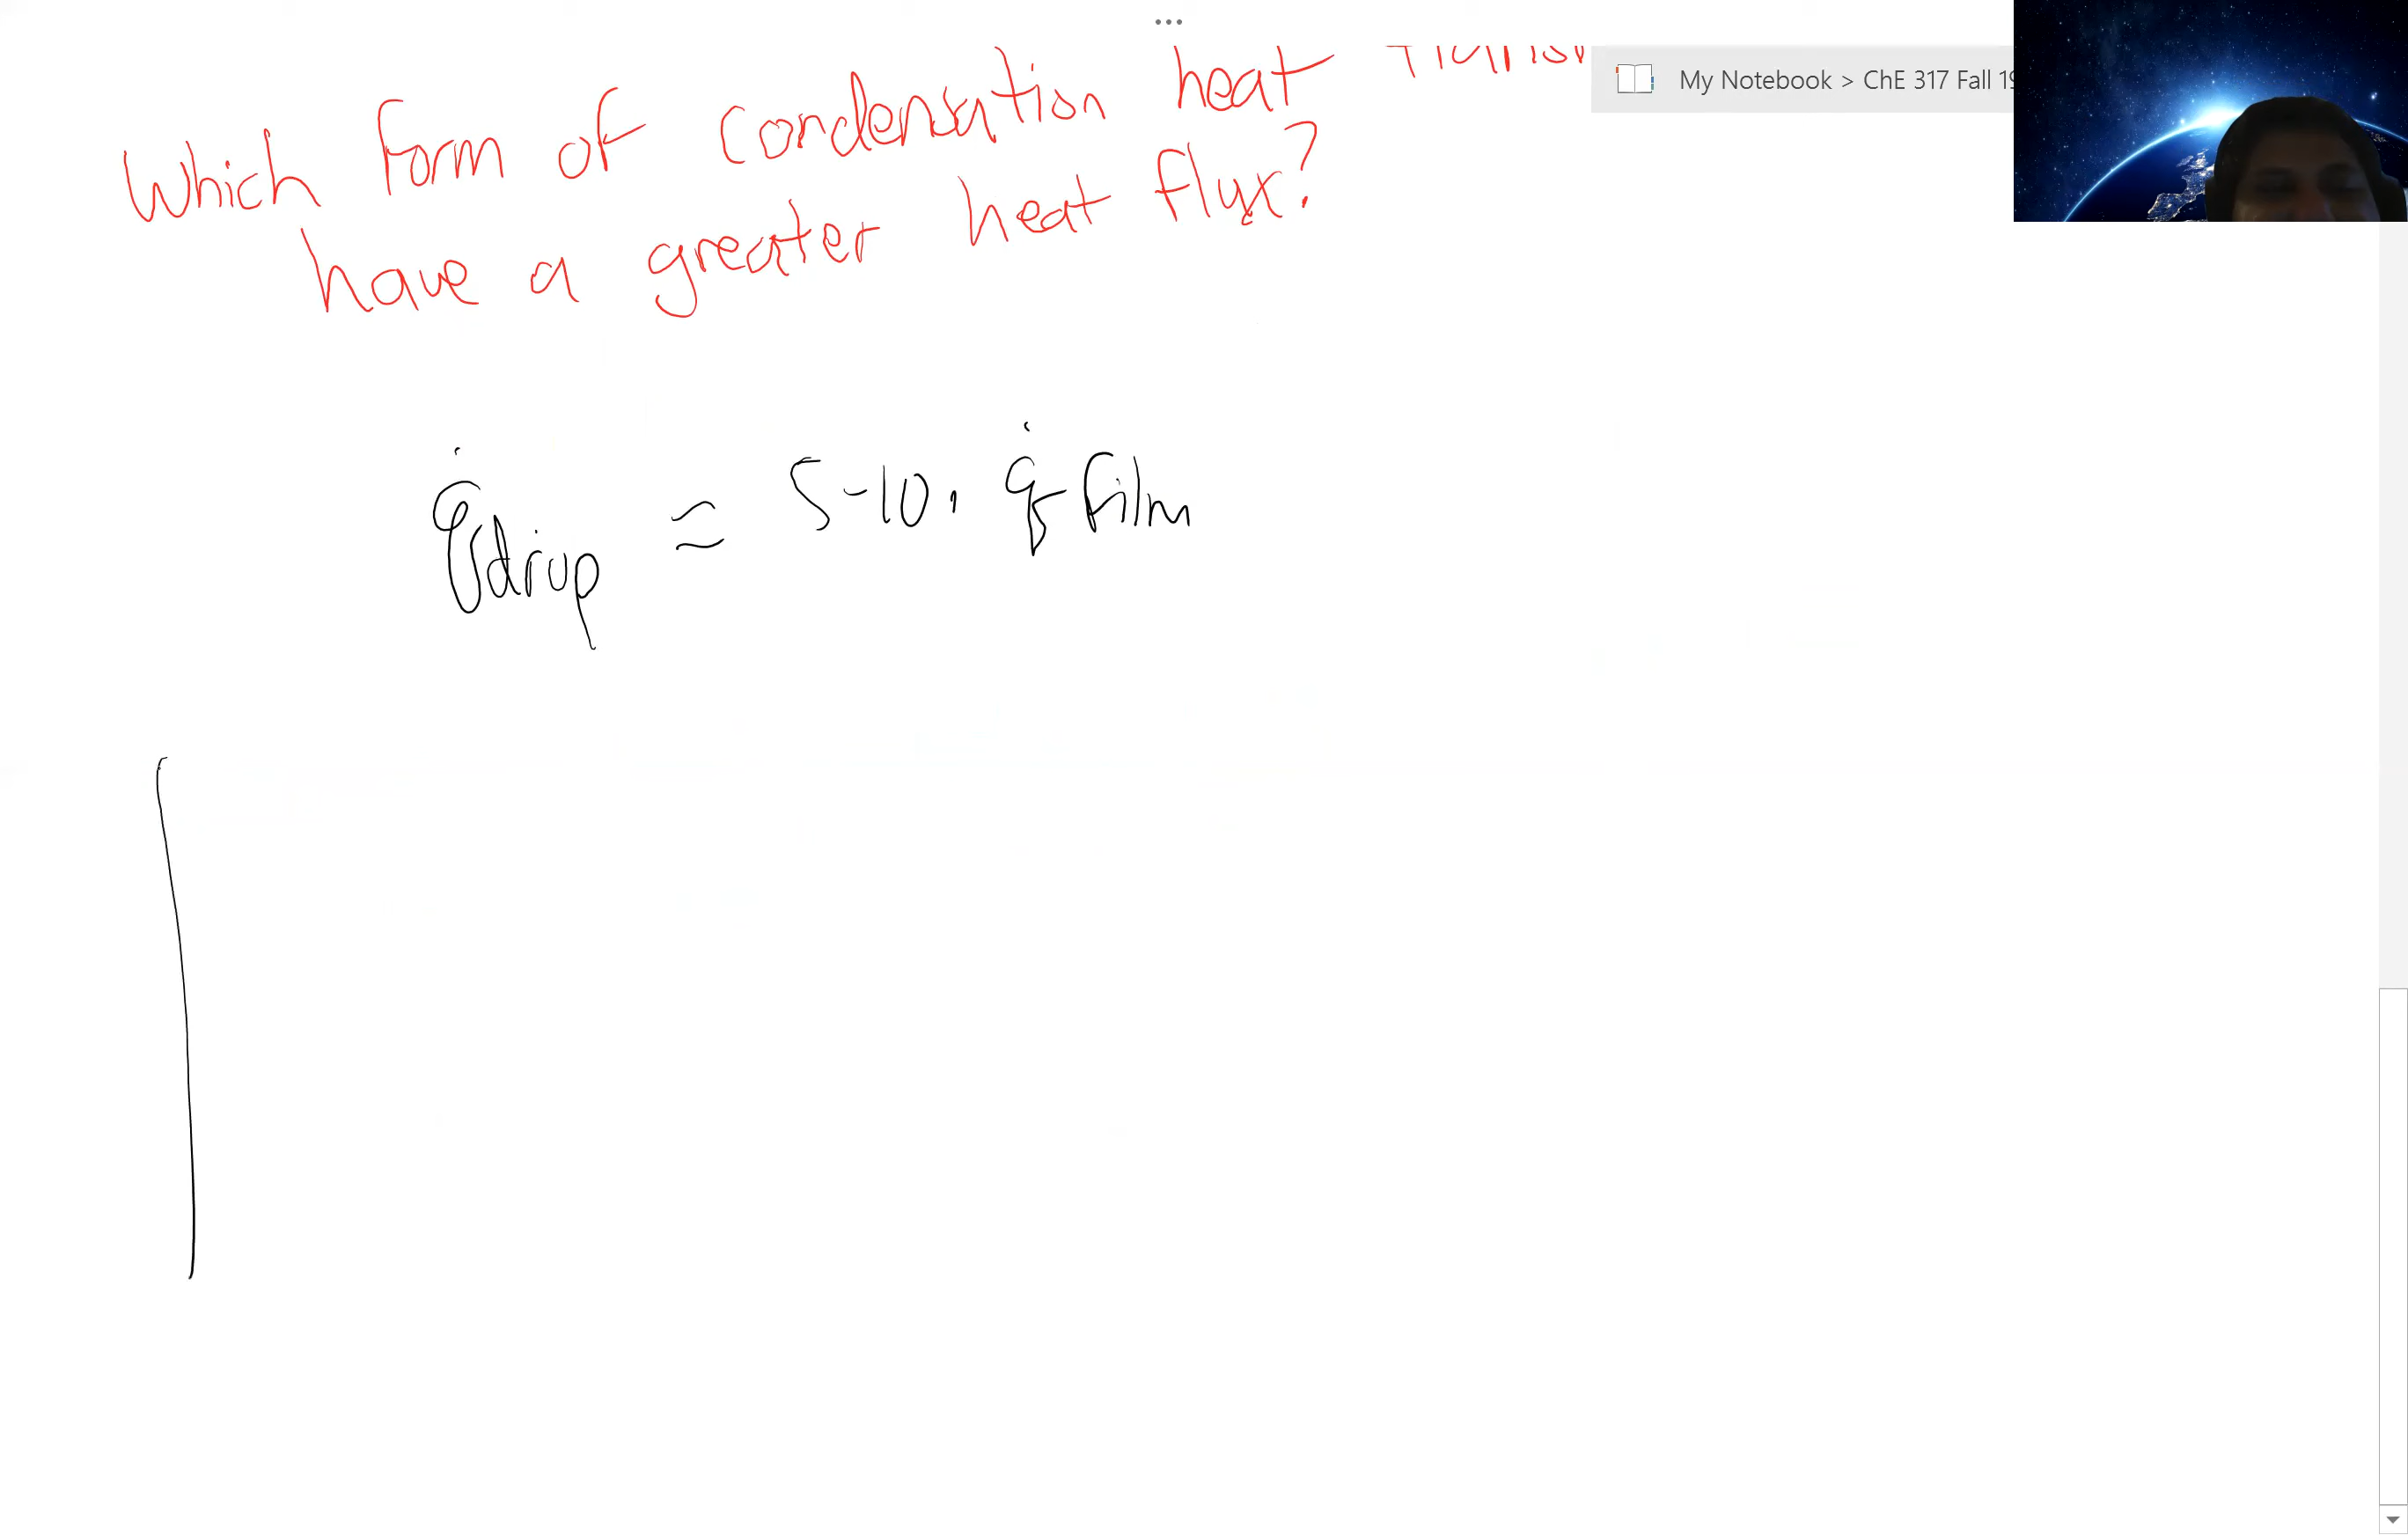 Which form of condensation heat
My Notebook > ChE 317 Fall 19
have a greater heat flux?
q̇drop ≈ 5-10 · q̇film